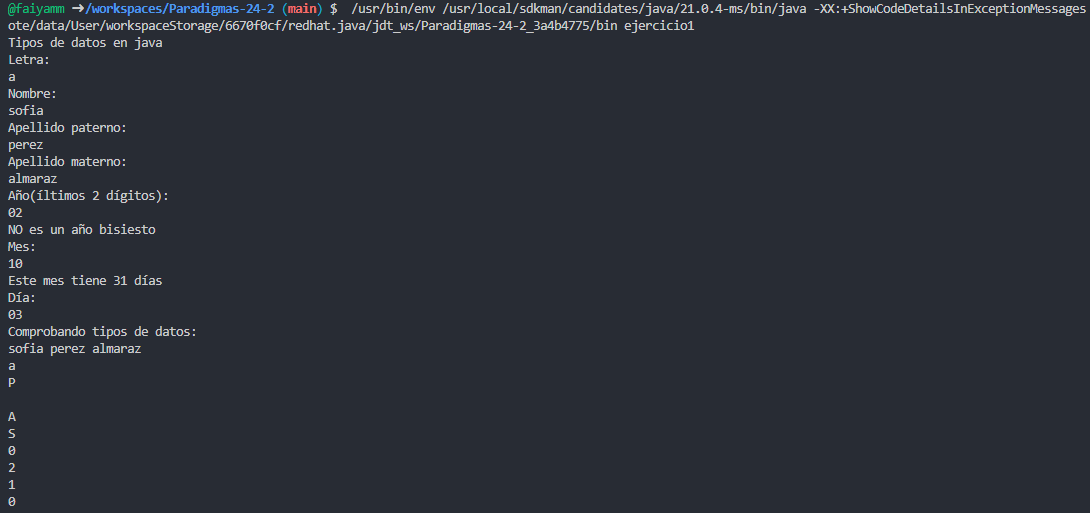 @faiyamm ➜/workspaces/Paradigmas-24-2 (main) $ /usr/bin/env /usr/local/sdkman/candidates/java/21.0.4-ms/bin/java -XX:+ShowCodeDetailsInExceptionMessages
ote/data/User/workspaceStorage/6670f0cf/redhat.java/jdt_ws/Paradigmas-24-2_3a4b4775/bin ejercicio1
Tipos de datos en java
Letra:
a
Nombre:
sofia
Apellido paterno:
perez
Apellido materno:
almaraz
Año(íltimos 2 dígitos):
02
NO es un año bisiesto
Mes:
10
Este mes tiene 31 días
Día:
03
Comprobando tipos de datos:
sofia perez almaraz
a
P
A
S
0
2
1
0